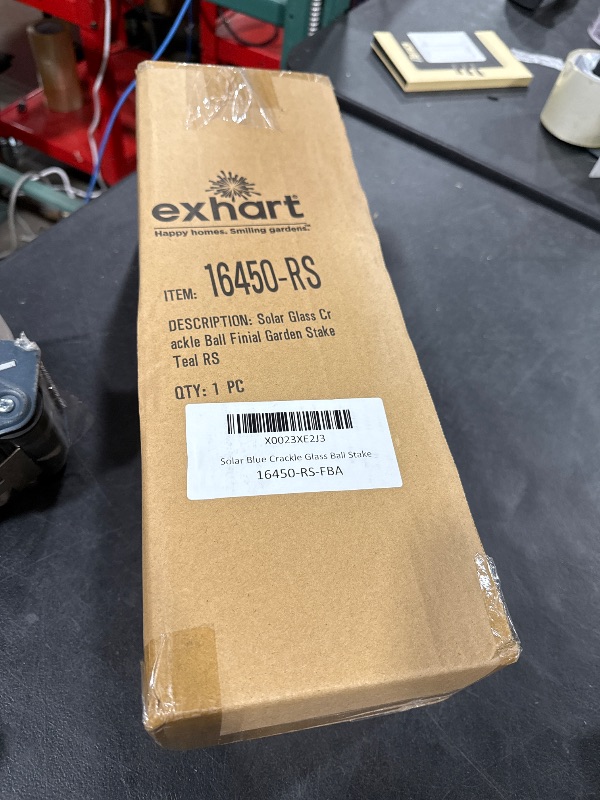 exhart®
Happy homes. Smiling gardens.™
ITEM: 16450-RS
DESCRIPTION: Solar Glass Cr
ackle Ball Finial Garden Stake
Teal RS
QTY: 1 PC
X0023XE2J3
Solar Blue Crackle Glass Ball Stake
16450-RS-FBA